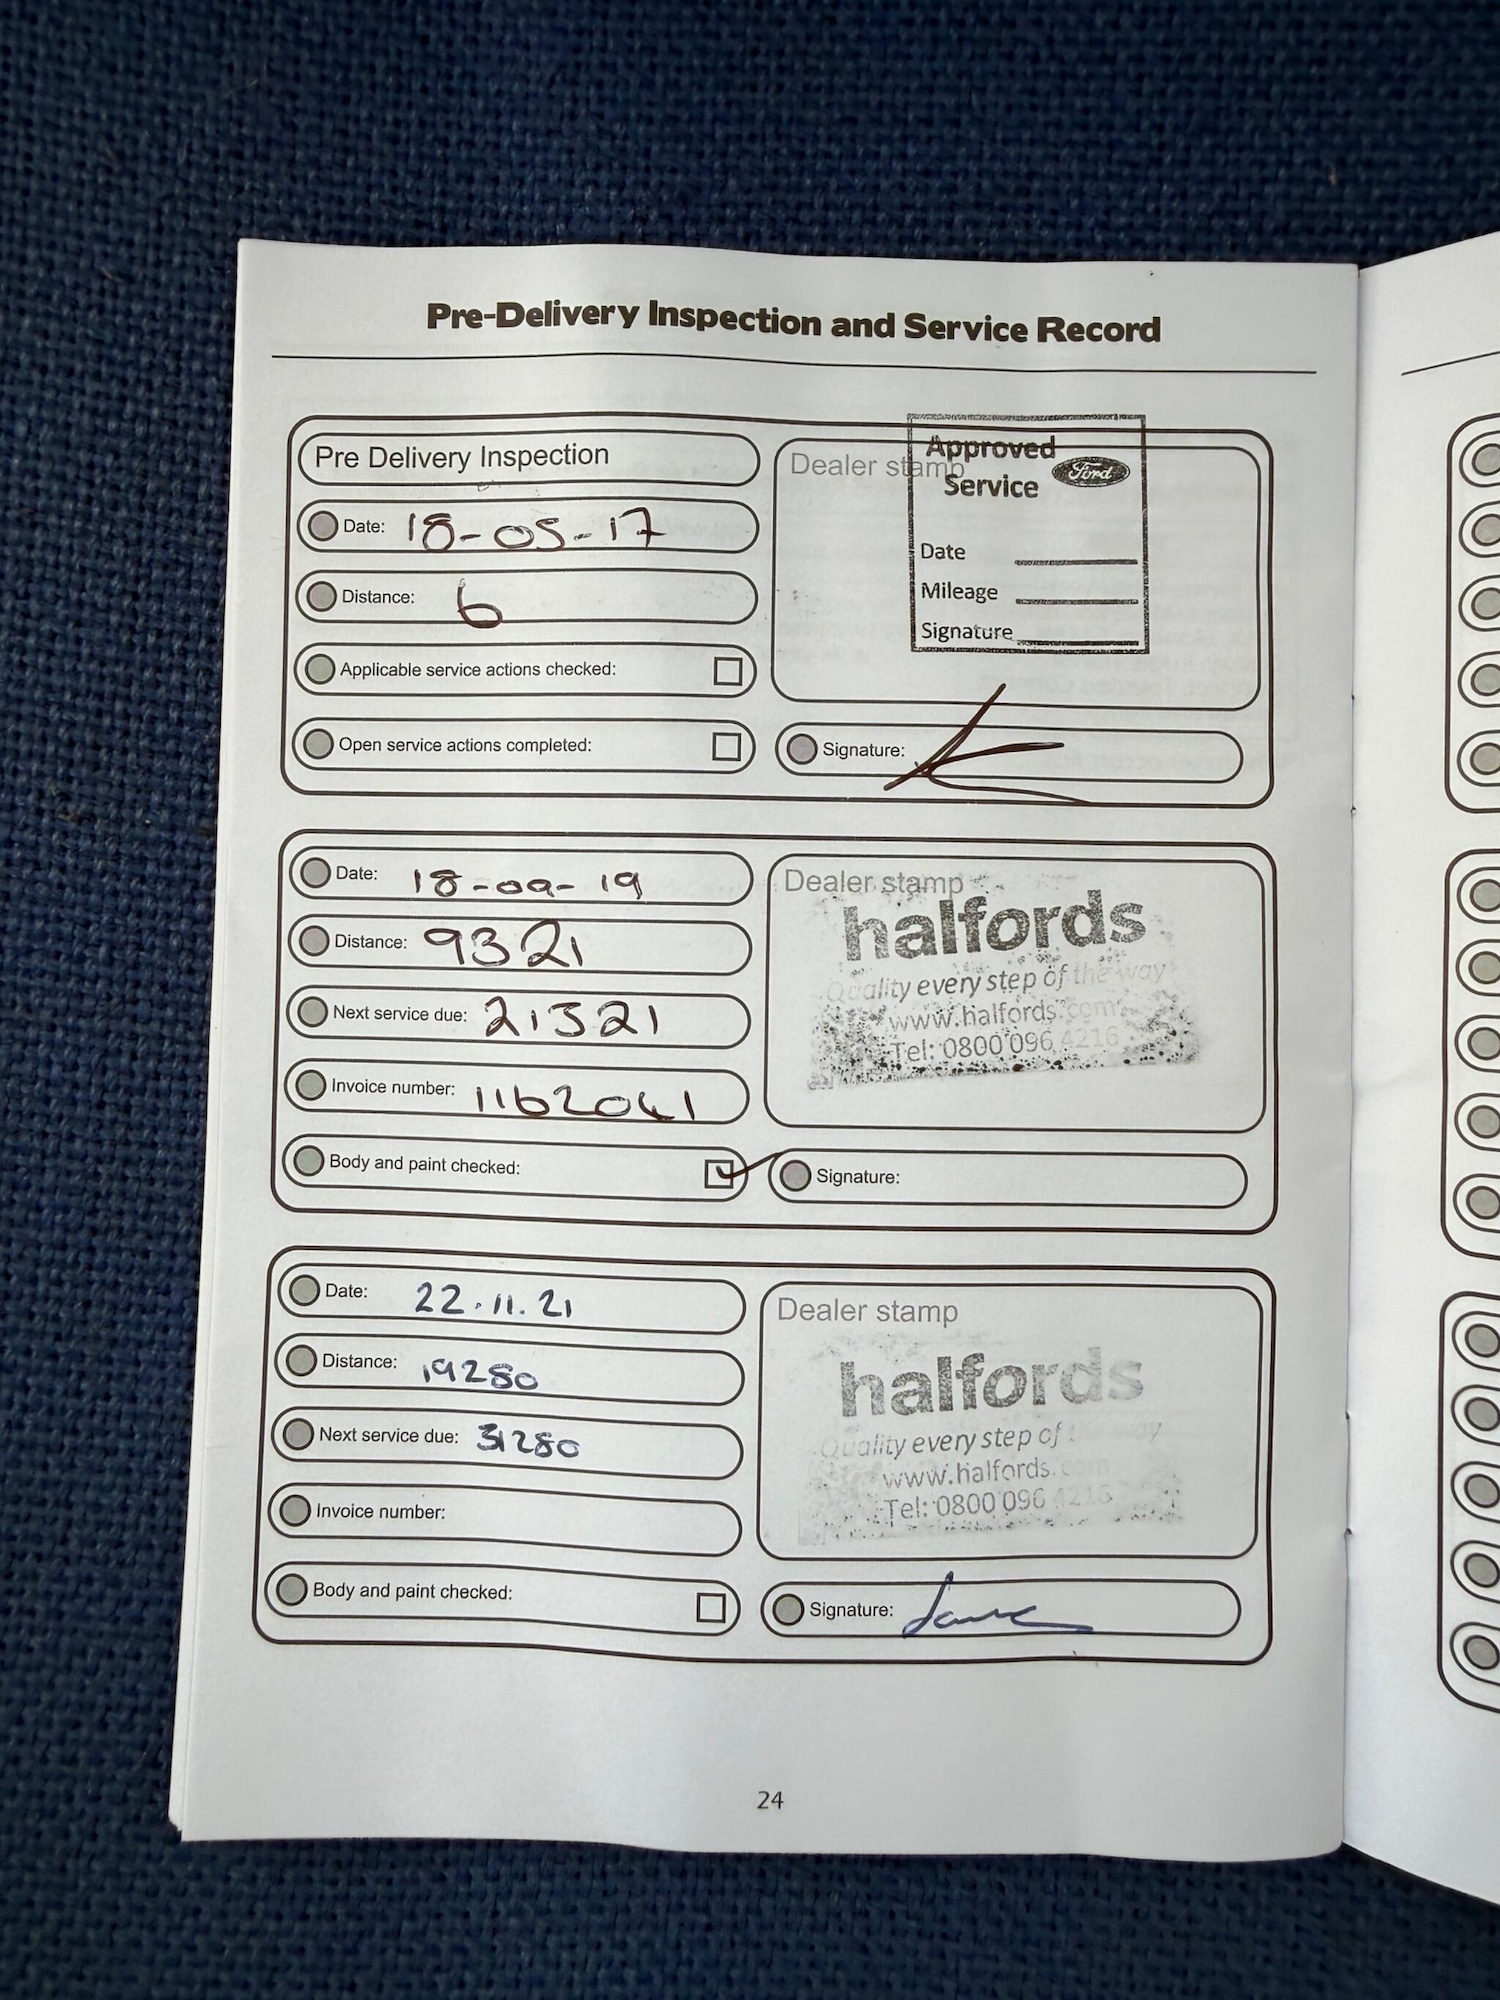 Pre-Delivery Inspection and Service Record
Pre Delivery Inspection
Date: 18-05-17
Distance: 6
Applicable service actions checked:
Open service actions completed:
Dealer stamp
Approved
Service
Ford
Date
Mileage
Signature
Signature:
Date: 18-09-19
Distance: 9321
Next service due: 21321
Invoice number: 1162041
Body and paint checked:
Dealer stamp
halfords
Quality every step of the way
www.halfords.com
Tel: 0800 096 4216
Signature:
Date: 22.11.21
Distance: 19280
Next service due: 31280
Invoice number:
Body and paint checked:
Dealer stamp
halfords
Quality every step of the way
www.halfords.com
Tel: 0800 096 4216
Signature:
24